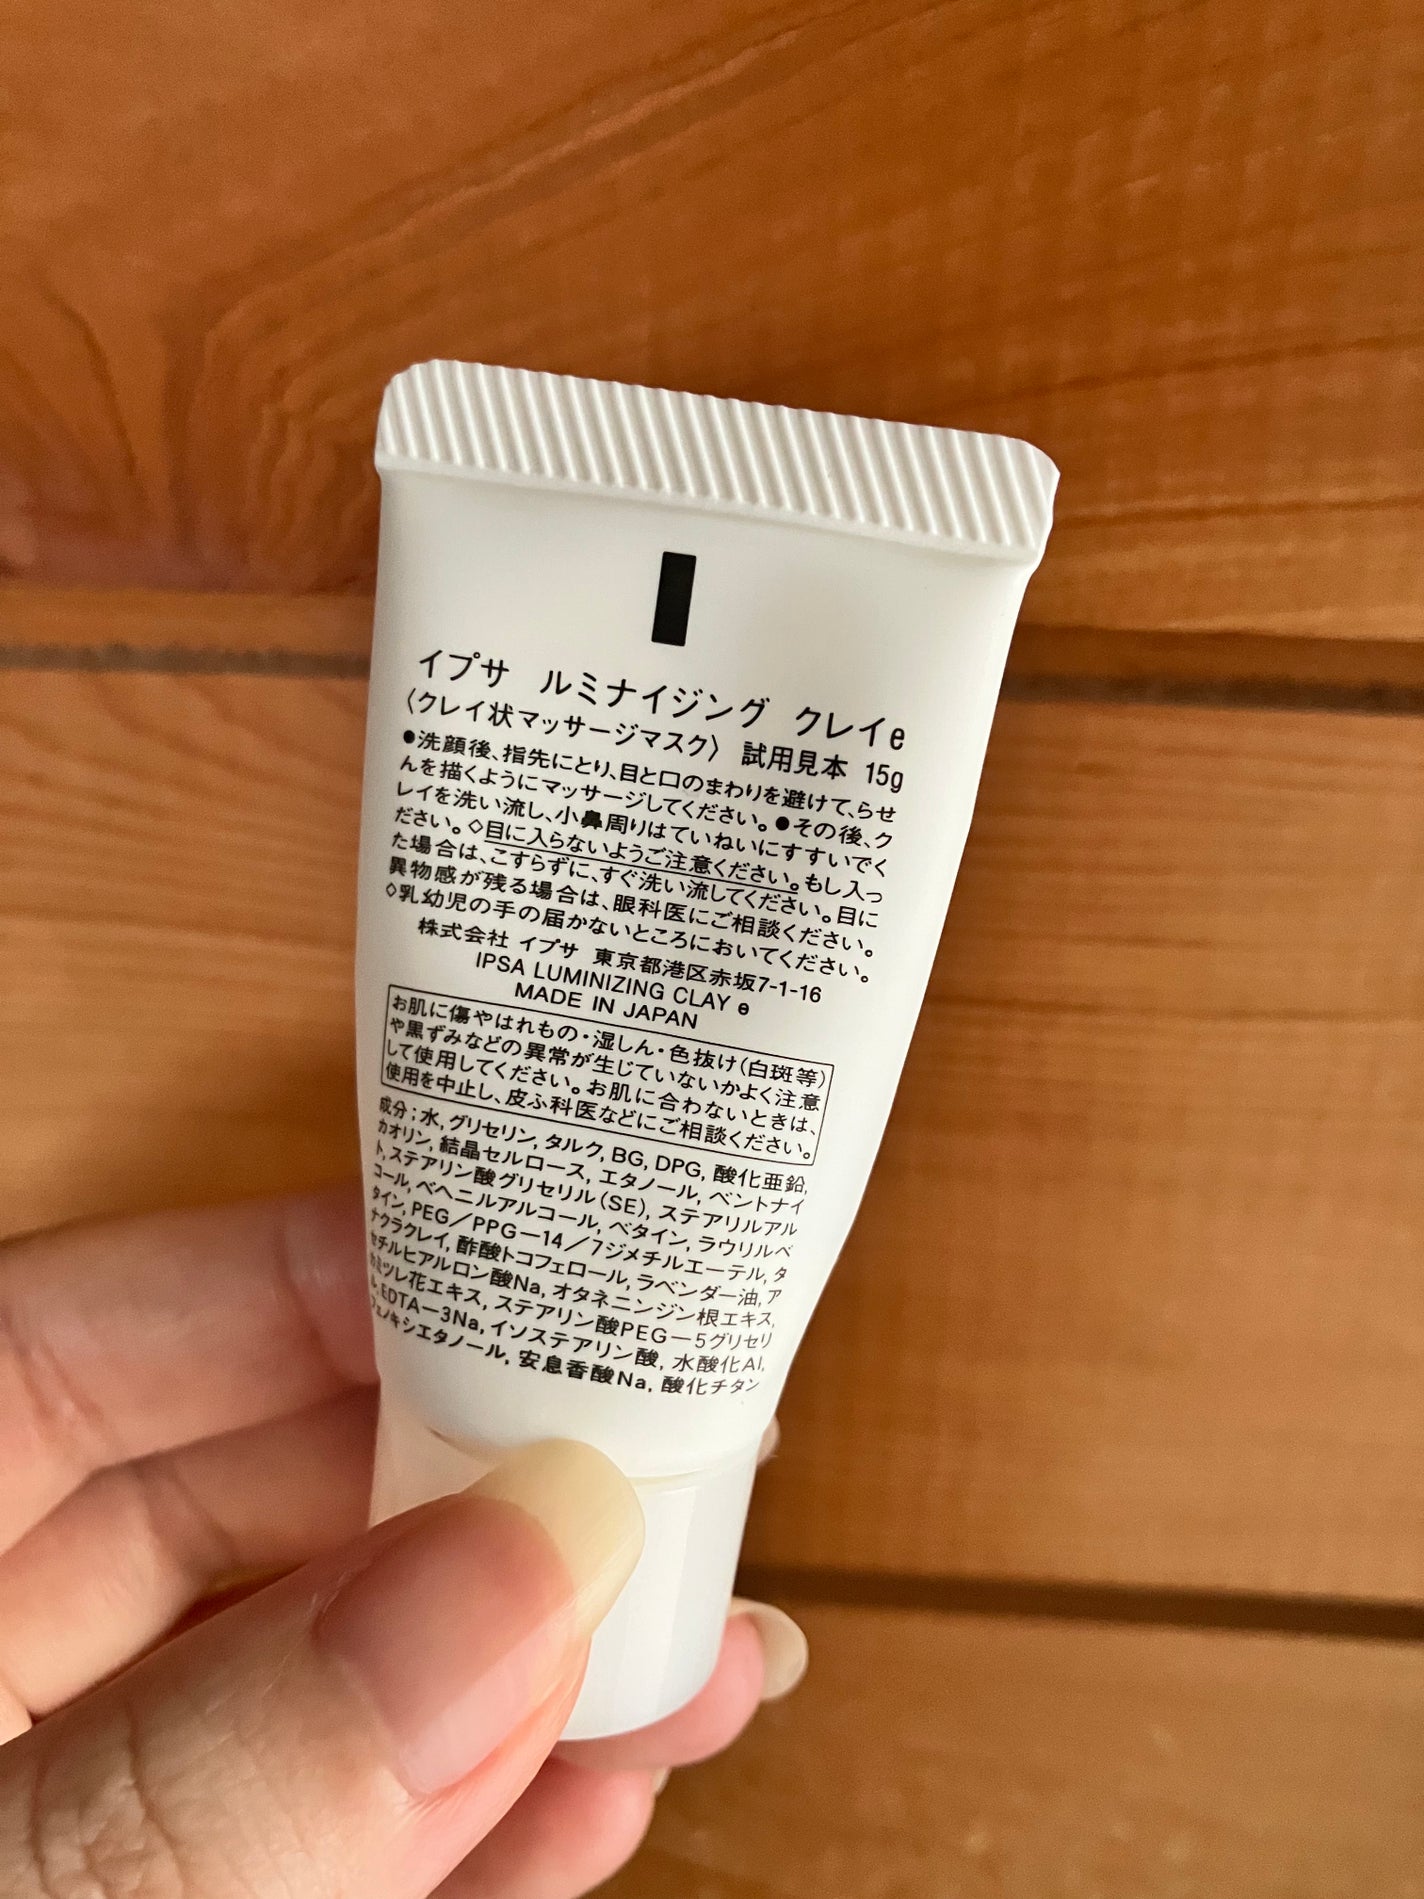 イプサ ルミナイジング クレイe
〈クレイ状マッサージマスク〉 試用見本 15g
●洗顔後、指先にとり、目と口のまわりを避けて、らせ
んを描くようにマッサージしてください。●その後、ク
レイを洗い流し、小鼻周りはていねいにすすいでく
ださい。◇目に入らないようご注意ください。もし入っ
た場合は、こすらずに、すぐ洗い流してください。目に
異物感が残る場合は、眼科医にご相談ください。
◇乳幼児の手の届かないところにおいてください。
株式会社 イプサ 東京都港区赤坂7-1-16
IPSA LUMINIZING CLAY e
MADE IN JAPAN
お肌に傷やはれもの・湿しん・色抜け(白斑等)
や黒ずみなどの異常が生じていないかよく注意
して使用してください。お肌に合わないときは、
使用を中止し、皮ふ科医などにご相談ください。
成分：水, グリセリン, タルク, BG, DPG, 酸化亜鉛,
カオリン, 結晶セルロース, エタノール, ベントナイ
ト, ステアリン酸グリセリル(SE), ステアリルアル
コール, ベヘニルアルコール, ベタイン, ラウリルベ
タイン, PEG／PPG－14／7ジメチルエーテル, タ
ナクラクレイ, 酢酸トコフェロール, ラベンダー油, ア
セチルヒアルロン酸Na, オタネニンジン根エキス,
カミツレ花エキス, ステアリン酸PEG－5グリセリ
ル, EDTA－3Na, イソステアリン酸, 水酸化Al,
フェノキシエタノール, 安息香酸Na, 酸化チタン